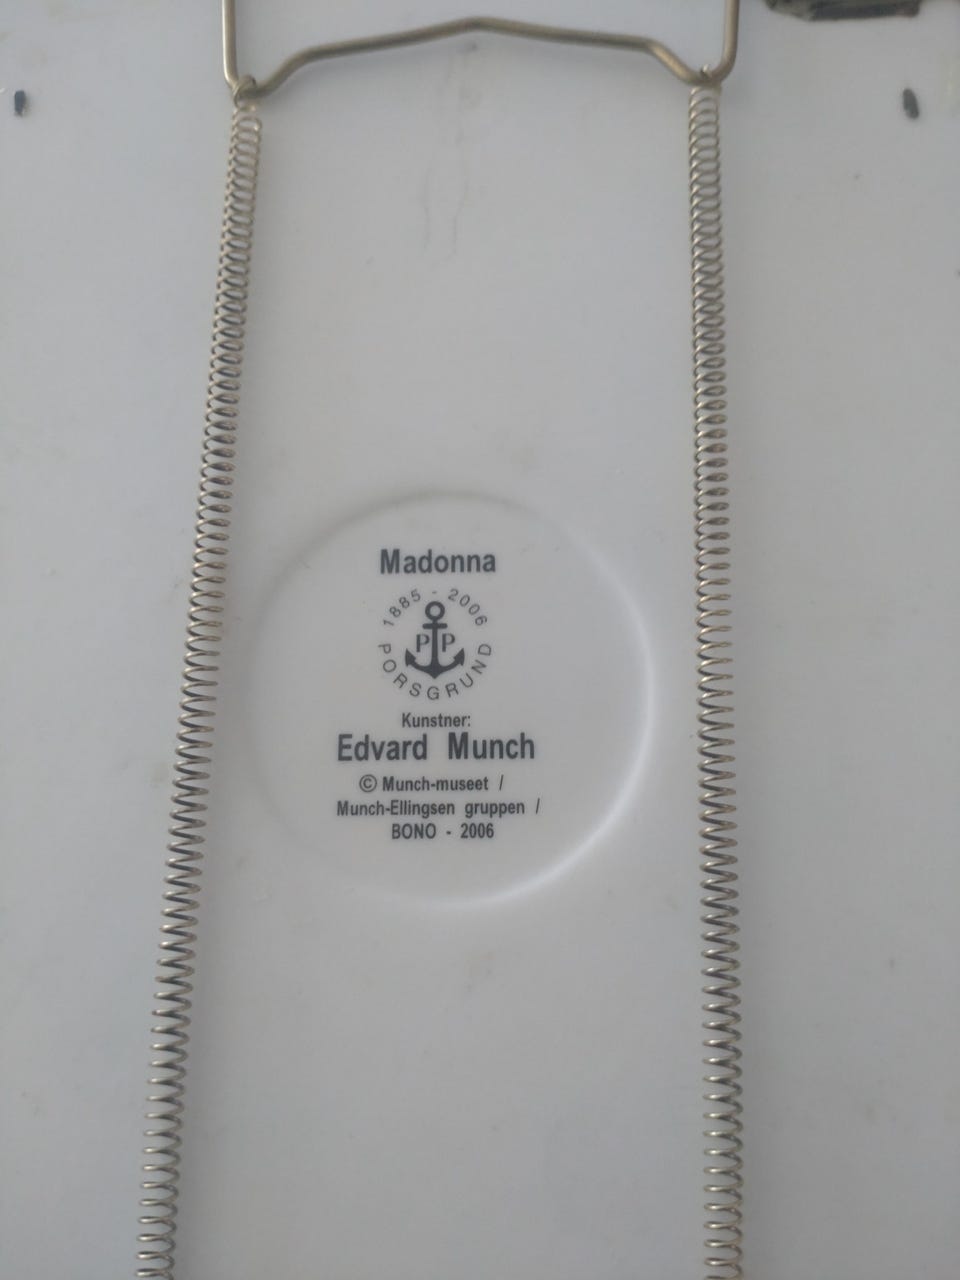 Madonna
1885 - 2006
P P
PORSGRUND
Kunstner:
Edvard Munch
© Munch-museet /
Munch-Ellingsen gruppen /
BONO - 2006